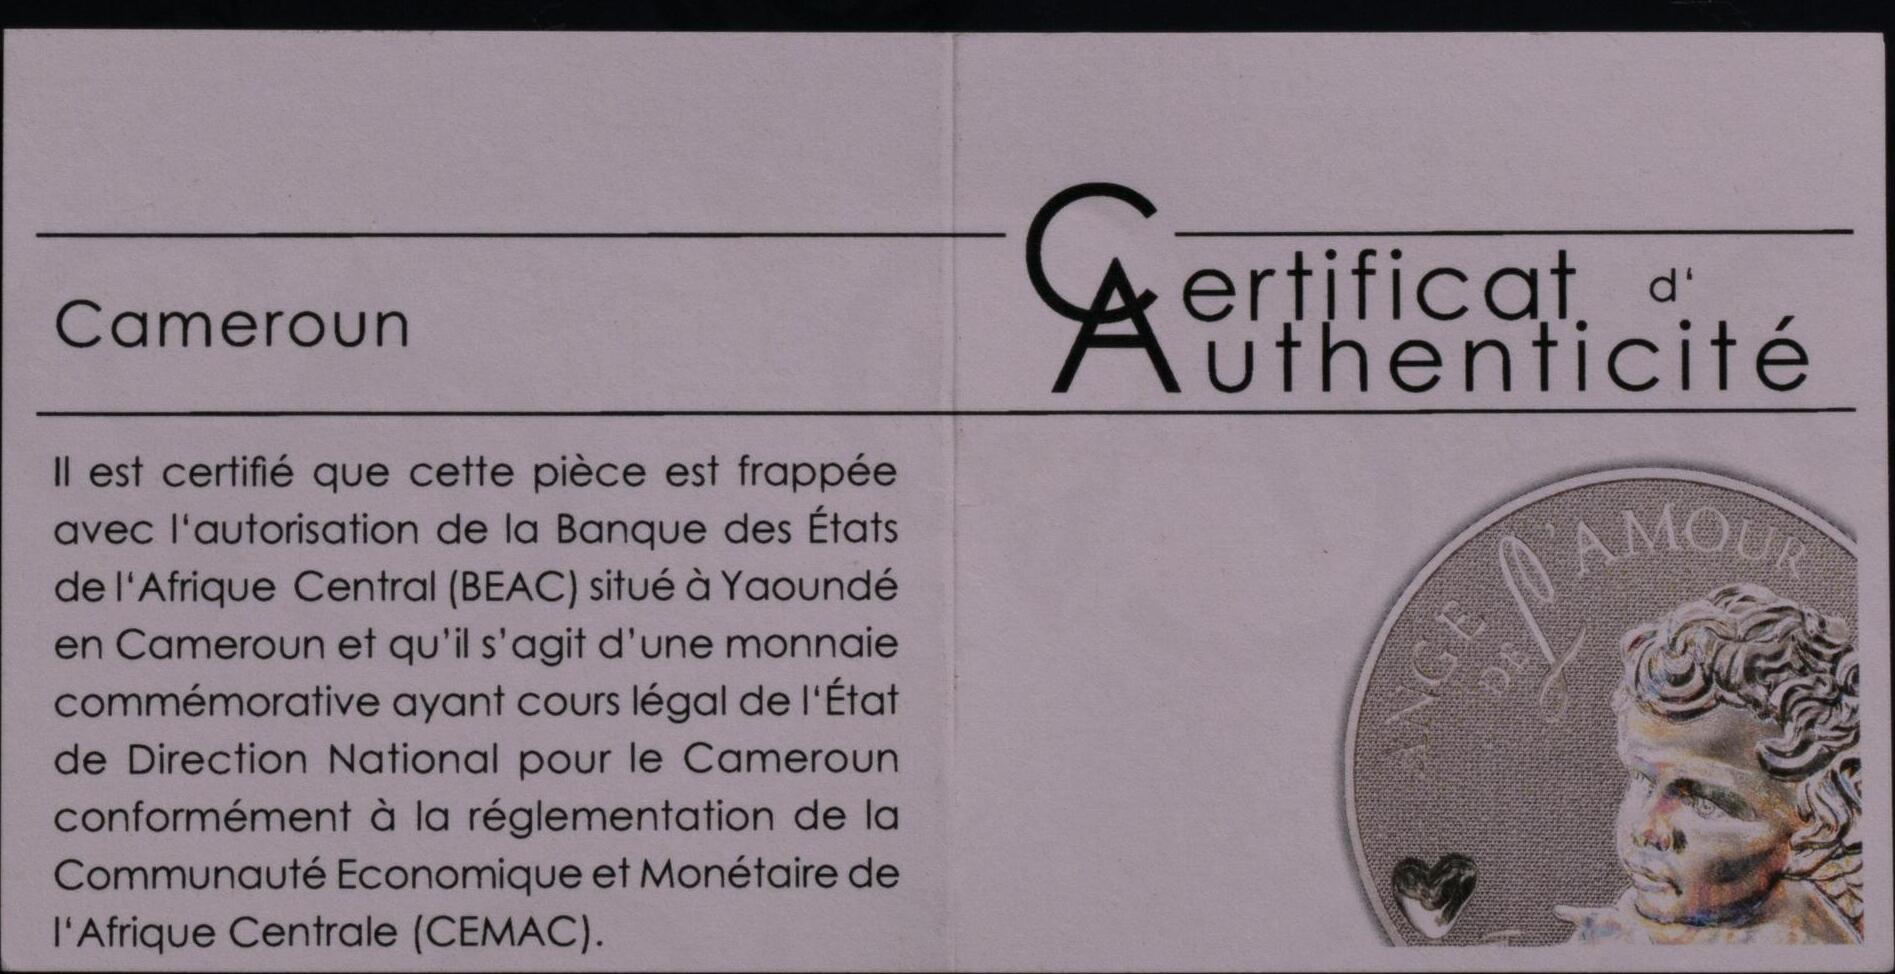 Cameroun
Il est certifié que cette pièce est frappée
avec l‘autorisation de la Banque des États
de l‘Afrique Central (BEAC) situé à Yaoundé
en Cameroun et qu’il s’agit d’une monnaie
commémorative ayant cours légal de l‘État
de Direction National pour le Cameroun
conformément à la réglementation de la
Communauté Economique et Monétaire de
l‘Afrique Centrale (CEMAC).
Certificat d‘
Authenticité
ANGE DE L’AMOUR